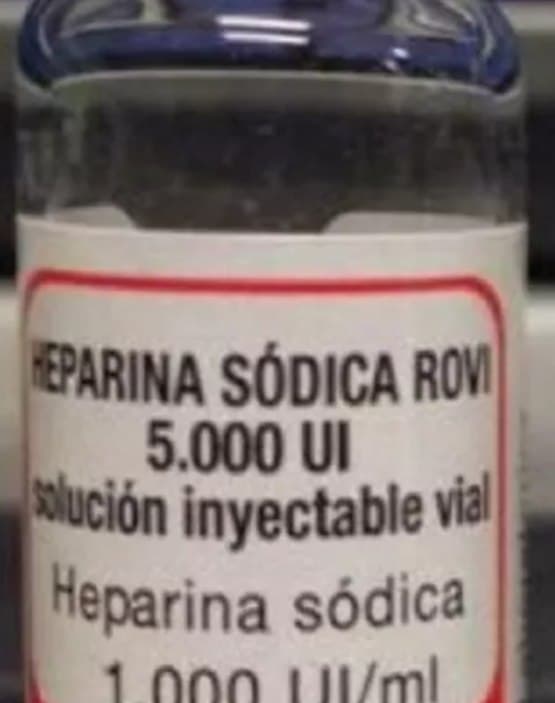 HEPARINA SÓDICA ROVI
5.000 UI
solución inyectable vial
Heparina sódica
1.000 UI/ml